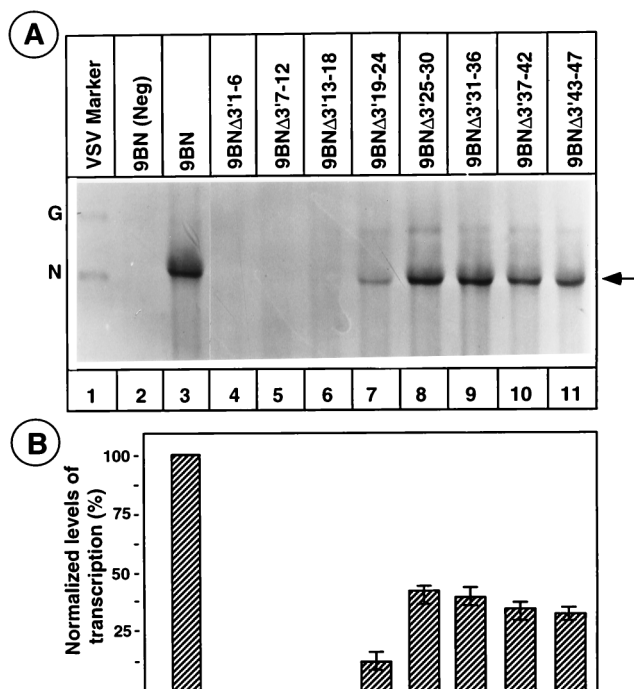 A
VSV Marker
9BN (Neg)
9BN
9BNΔ3'1-6
9BNΔ3'7-12
9BNΔ3'13-18
9BNΔ3'19-24
9BNΔ3'25-30
9BNΔ3'31-36
9BNΔ3'37-42
9BNΔ3'43-47
G
N
1 2 3 4 5 6 7 8 9 10 11
B
Normalized levels of
transcription (%)
100
75
50
25